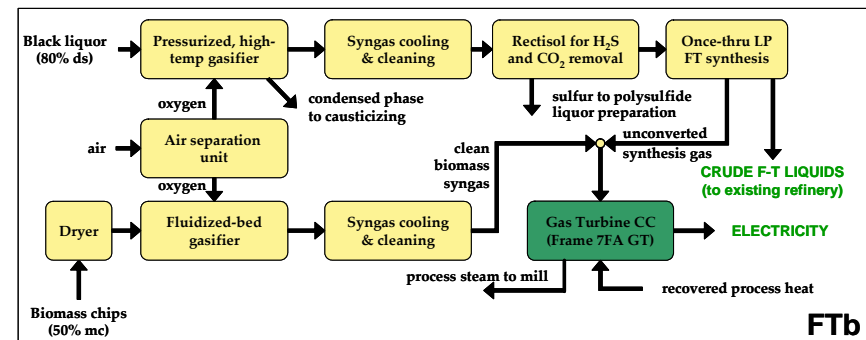 Black liquor
(80% ds)
Pressurized, high-
temp gasifier
Syngas cooling
& cleaning
Rectisol for H₂S
and CO₂ removal
Once-thru LP
FT synthesis
oxygen
condensed phase
to causticizing
sulfur to polysulfide
liquor preparation
air
Air separation
unit
clean
biomass
syngas
unconverted
synthesis gas
CRUDE F-T LIQUIDS
(to existing refinery)
oxygen
Dryer
Fluidized-bed
gasifier
Syngas cooling
& cleaning
Gas Turbine CC
(Frame 7FA GT)
ELECTRICITY
process steam to mill
recovered process heat
Biomass chips
(50% mc)
FTb